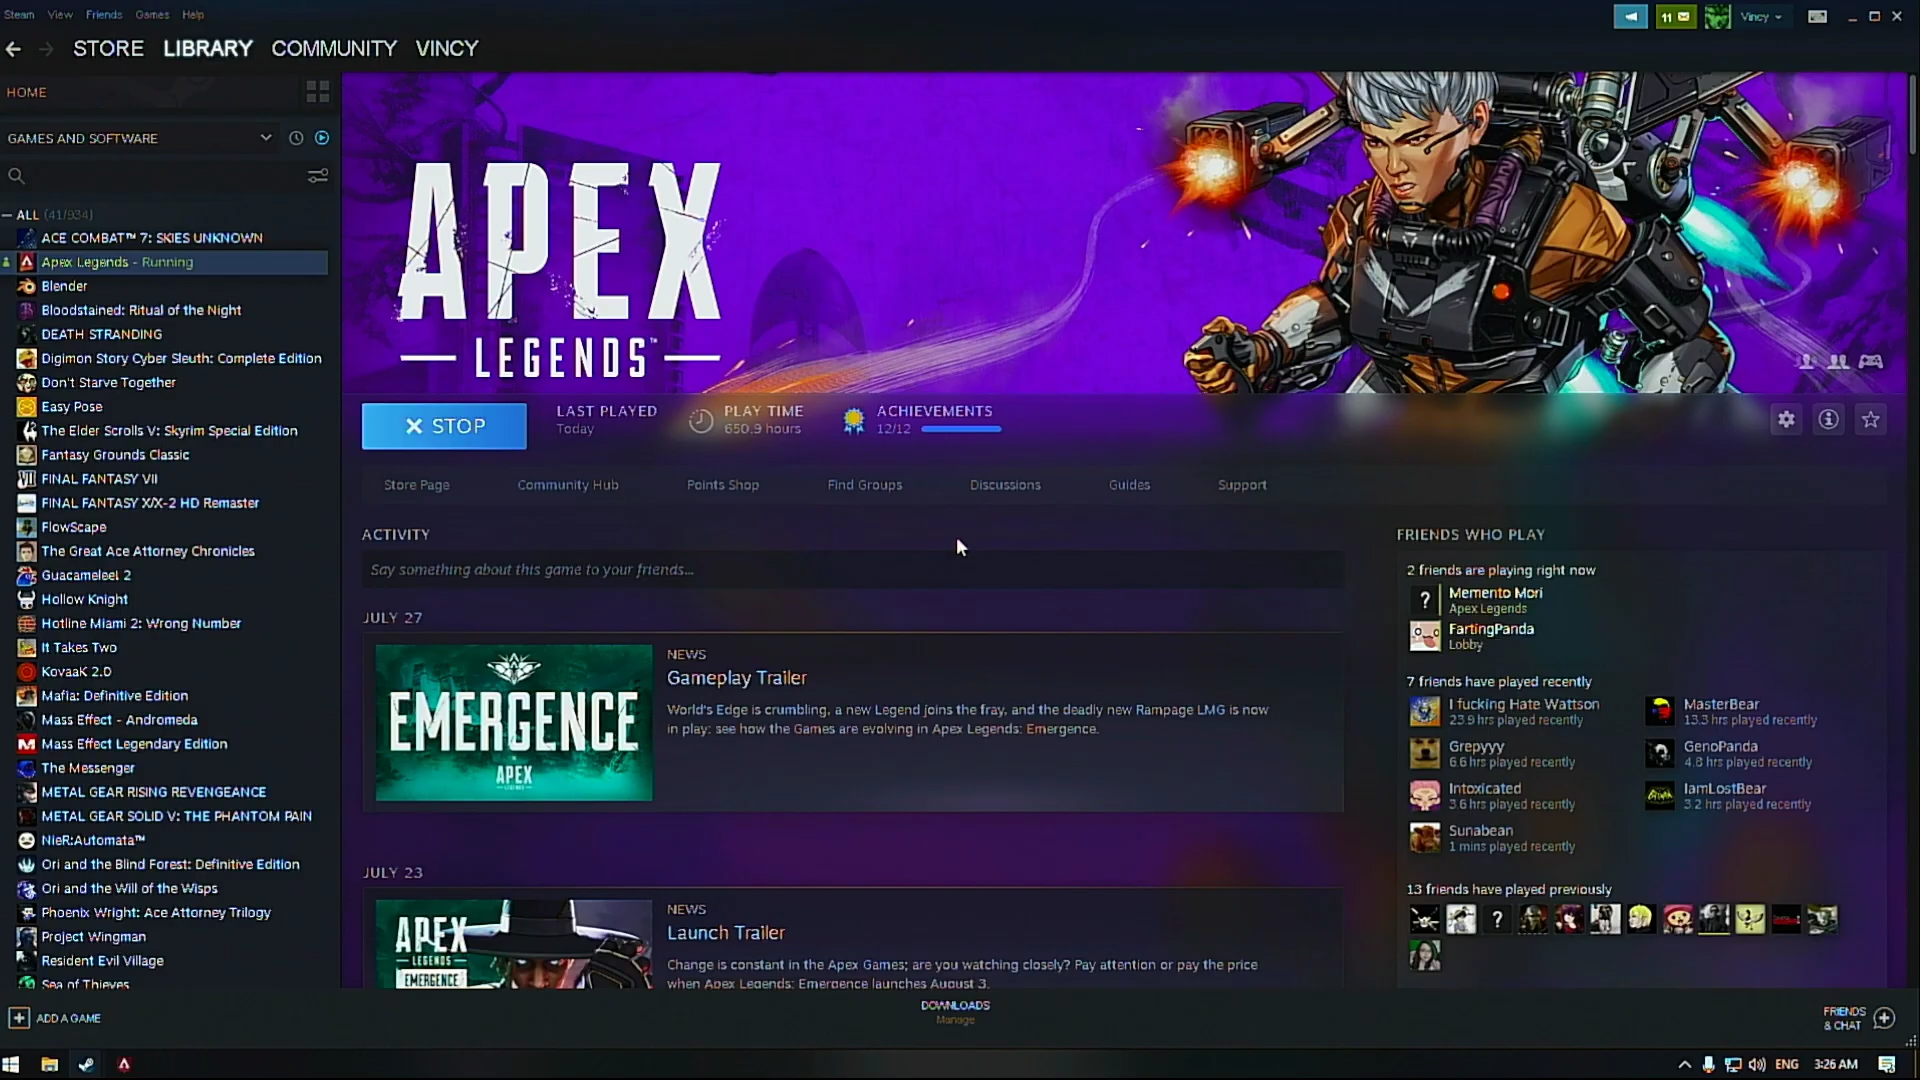 Steam View Friends Games Help
11
Vincy
STORE LIBRARY COMMUNITY VINCY
HOME
GAMES AND SOFTWARE
ALL (41/934)
ACE COMBAT™ 7: SKIES UNKNOWN
Apex Legends - Running
Blender
Bloodstained: Ritual of the Night
DEATH STRANDING
Digimon Story Cyber Sleuth: Complete Edition
Don't Starve Together
Easy Pose
The Elder Scrolls V: Skyrim Special Edition
Fantasy Grounds Classic
FINAL FANTASY VII
FINAL FANTASY X/X-2 HD Remaster
FlowScape
The Great Ace Attorney Chronicles
Guacamelee! 2
Hollow Knight
Hotline Miami 2: Wrong Number
It Takes Two
KovaaK 2.0
Mafia: Definitive Edition
Mass Effect - Andromeda
Mass Effect Legendary Edition
The Messenger
METAL GEAR RISING REVENGEANCE
METAL GEAR SOLID V: THE PHANTOM PAIN
NieR:Automata™
Ori and the Blind Forest: Definitive Edition
Ori and the Will of the Wisps
Phoenix Wright: Ace Attorney Trilogy
Project Wingman
Resident Evil Village
Sea of Thieves
ADD A GAME
APEX
LEGENDS™
STOP
LAST PLAYED
Today
PLAY TIME
650.9 hours
ACHIEVEMENTS
12/12
Store Page Community Hub Points Shop Find Groups Discussions Guides Support
ACTIVITY
Say something about this game to your friends...
JULY 27
EMERGENCE
APEX
LEGENDS
NEWS
Gameplay Trailer
World's Edge is crumbling, a new Legend joins the fray, and the deadly new Rampage LMG is now
in play: see how the Games are evolving in Apex Legends: Emergence.
JULY 23
APEX
LEGENDS
EMERGENCE
NEWS
Launch Trailer
Change is constant in the Apex Games; are you watching closely? Pay attention or pay the price
when Apex Legends: Emergence launches August 3.
FRIENDS WHO PLAY
2 friends are playing right now
Memento Mori
Apex Legends
FartingPanda
Lobby
7 friends have played recently
I fucking Hate Wattson
23.9 hrs played recently
MasterBear
13.3 hrs played recently
Grepyyy
6.6 hrs played recently
GenoPanda
4.8 hrs played recently
Intoxicated
3.6 hrs played recently
IamLostBear
3.2 hrs played recently
Sunabean
1 mins played recently
13 friends have played previously
DOWNLOADS
Manage
FRIENDS
& CHAT
ENG 3:26 AM